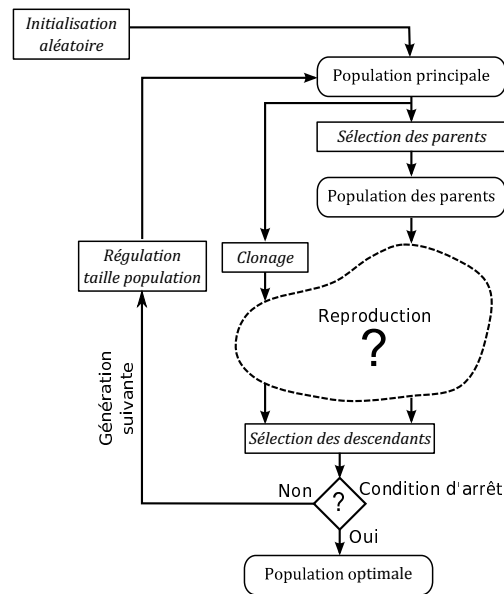 Initialisation
aléatoire
Population principale
Sélection des parents
Population des parents
Régulation
taille population
Clonage
Reproduction
?
Génération
suivante
Sélection des descendants
Non
?
Condition d'arrêt
Oui
Population optimale